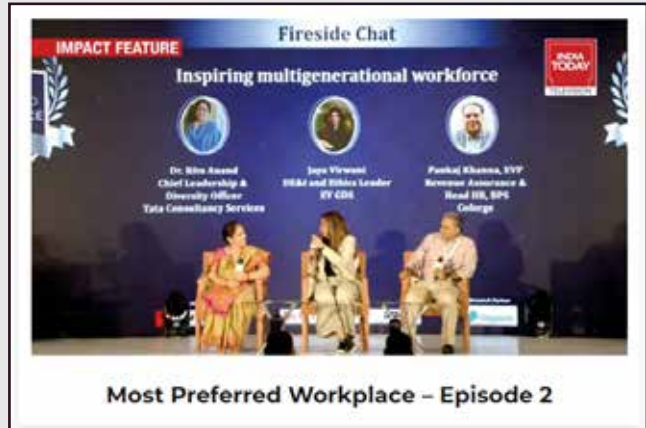 Fireside Chat
IMPACT FEATURE
INDIA
TODAY
TELEVISION
Inspiring multigenerational workforce
Dr. Ritu Anand
Chief Leadership &
Diversity Officer
Tata Consultancy Services
Jaya Virwani
DE&I and Ethics Leader
EY GDS
Pankaj Khanna, EVP
Revenue Assurance &
Head HR, BPS
Coforge
Most Preferred Workplace – Episode 2